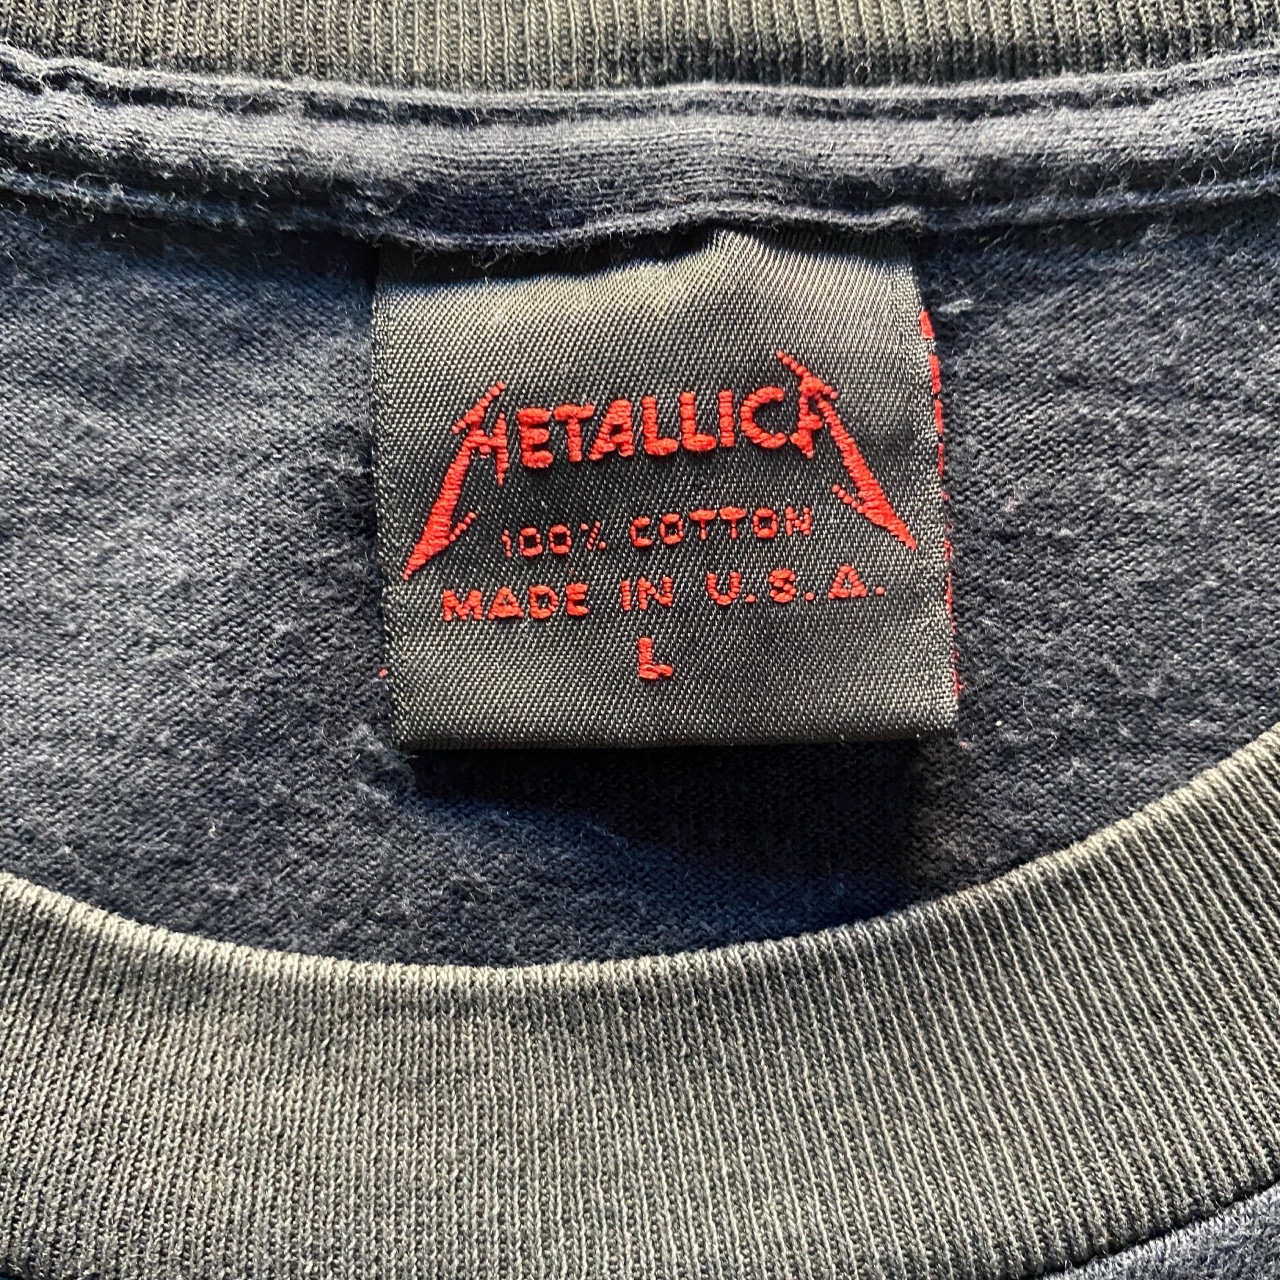 METALLICA
100% COTTON
MADE IN U.S.A.
L